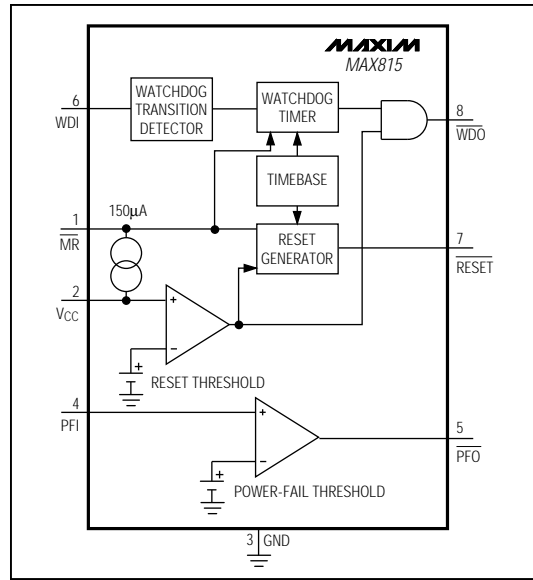 MAXIM
MAX815
6
WDI
WATCHDOG
TRANSITION
DETECTOR
WATCHDOG
TIMER
8
WDO
TIMEBASE
1
MR
150μA
RESET
GENERATOR
7
RESET
2
VCC
+
−
+
RESET THRESHOLD
4
PFI
+
−
+
5
PFO
POWER-FAIL THRESHOLD
3 GND